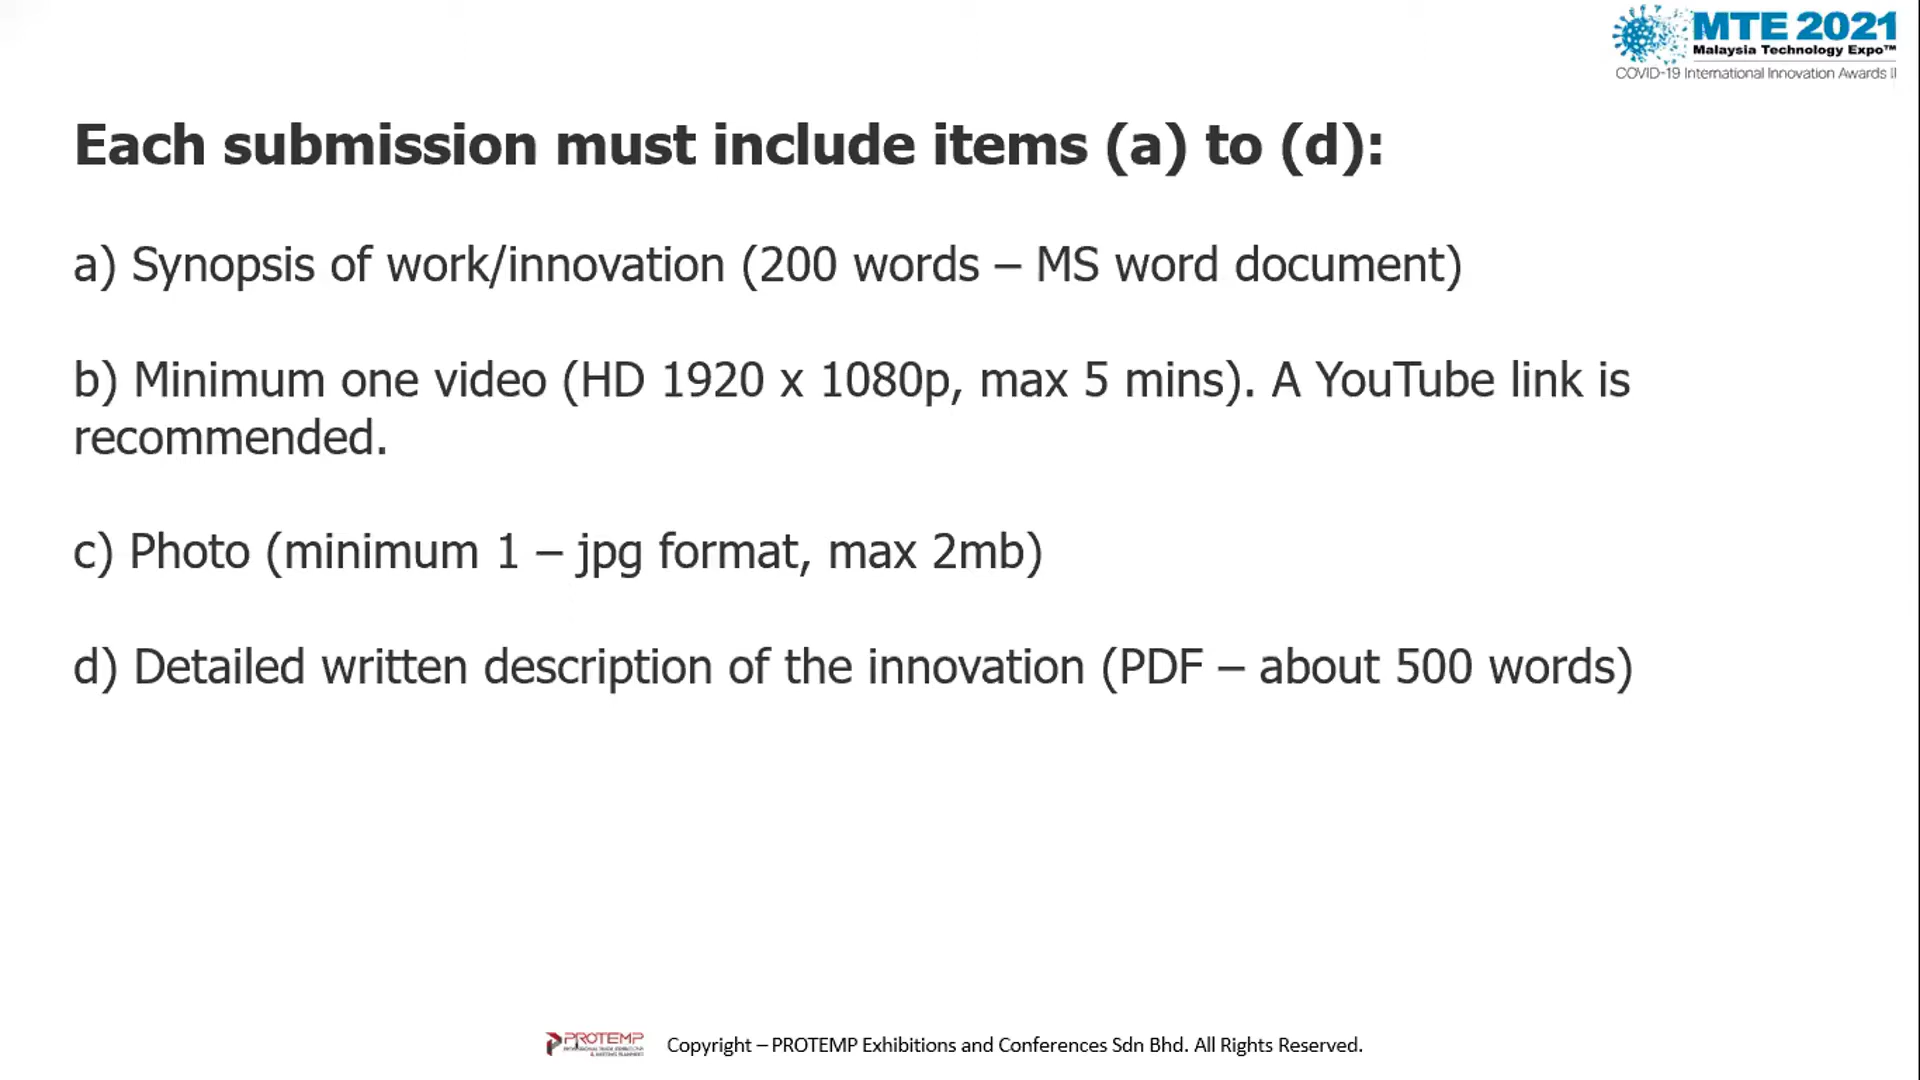 MTE 2021
Malaysia Technology Expo™
COVID-19 International Innovation Awards II
Each submission must include items (a) to (d):
a) Synopsis of work/innovation (200 words – MS word document)
b) Minimum one video (HD 1920 x 1080p, max 5 mins). A YouTube link is
recommended.
c) Photo (minimum 1 – jpg format, max 2mb)
d) Detailed written description of the innovation (PDF – about 500 words)
PROTEMP
Copyright – PROTEMP Exhibitions and Conferences Sdn Bhd. All Rights Reserved.